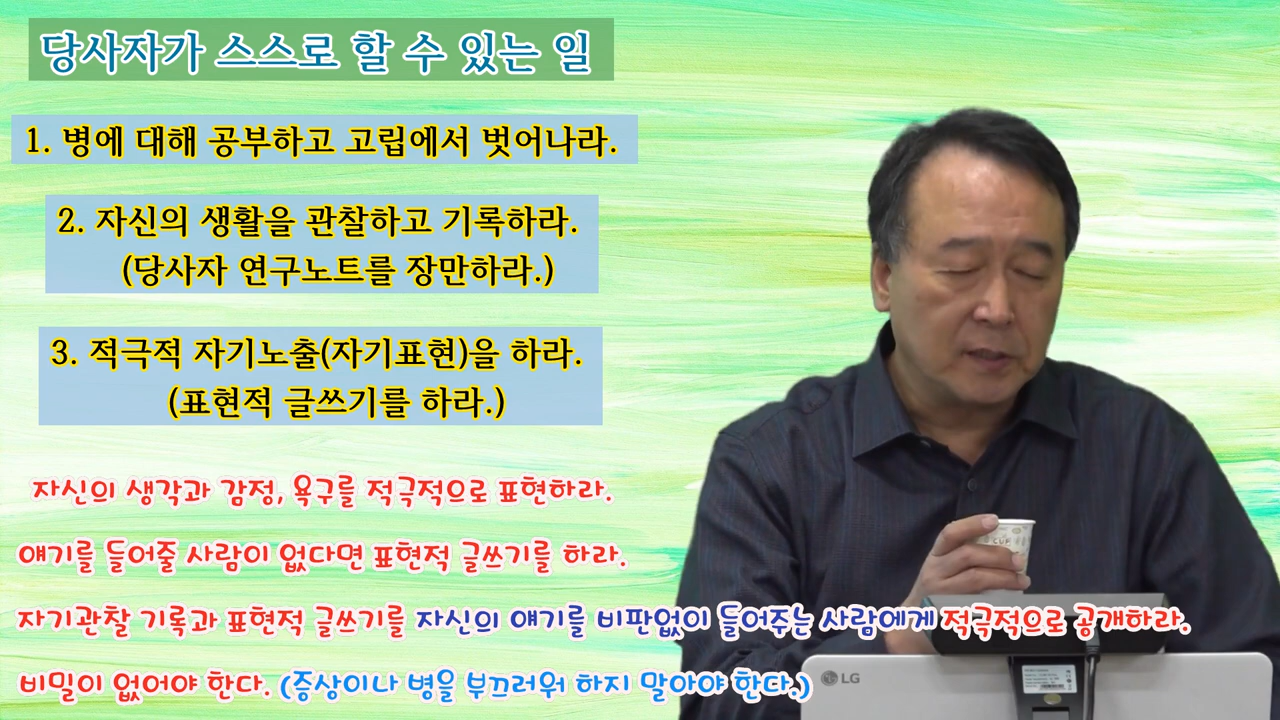 당사자가 스스로 할 수 있는 일
1. 병에 대해 공부하고 고립에서 벗어나라.
2. 자신의 생활을 관찰하고 기록하라.
(당사자 연구노트를 장만하라.)
3. 적극적 자기노출(자기표현)을 하라.
(표현적 글쓰기를 하라.)
자신의 생각과 감정, 욕구를 적극적으로 표현하라.
얘기를 들어줄 사람이 없다면 표현적 글쓰기를 하라.
CUP
자기관찰 기록과 표현적 글쓰기를 자신의 얘기를 비판없이 들어주는 사람에게 적극적으로 공개하라.
비밀이 없어야 한다. (증상이나 병을 부끄러워 하지 말아야 한다.)
LG